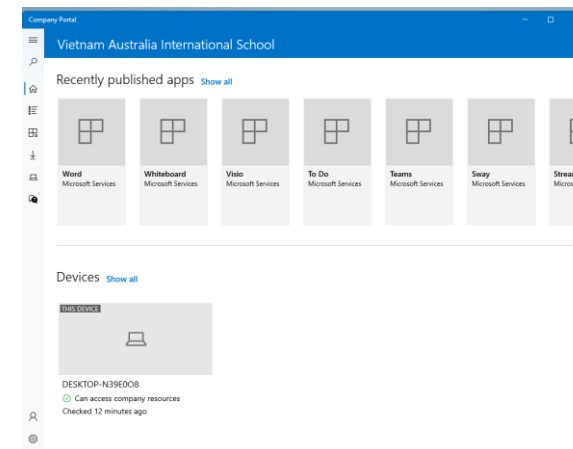 Company Portal
Vietnam Australia International School
Recently published apps Show all
Word
Microsoft Services
Whiteboard
Microsoft Services
Visio
Microsoft Services
To Do
Microsoft Services
Teams
Microsoft Services
Sway
Microsoft Services
Strear
Micros
Devices Show all
THIS DEVICE
DESKTOP-N39E0O8
Can access company resources
Checked 12 minutes ago